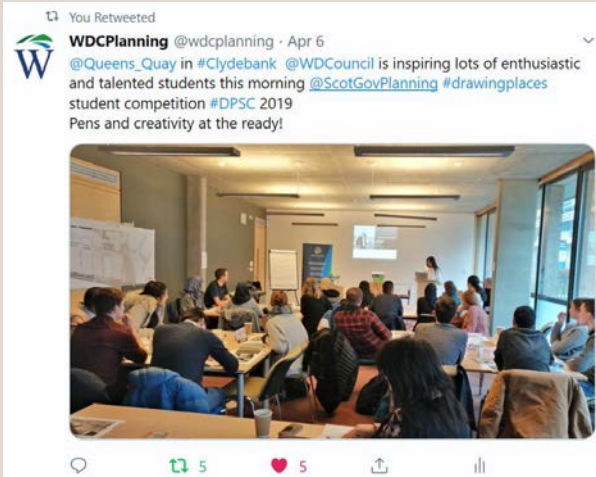 You Retweeted
WDCPlanning @wdcplanning · Apr 6
@Queens_Quay in #Clydebank @WDCouncil is inspiring lots of enthusiastic
and talented students this morning @ScotGovPlanning #drawingplaces
student competition #DPSC 2019
Pens and creativity at the ready!
5 5